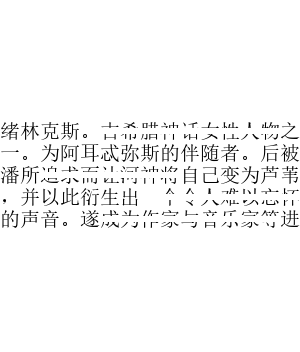 绪林克斯。古希腊神话女性人物之
一。为阿耳忒弥斯的伴随者。后被
潘所追求而让河神将自己变为芦苇
，并以此衍生出一个令人难以忘怀
的声音。遂成为作家与音乐家等进